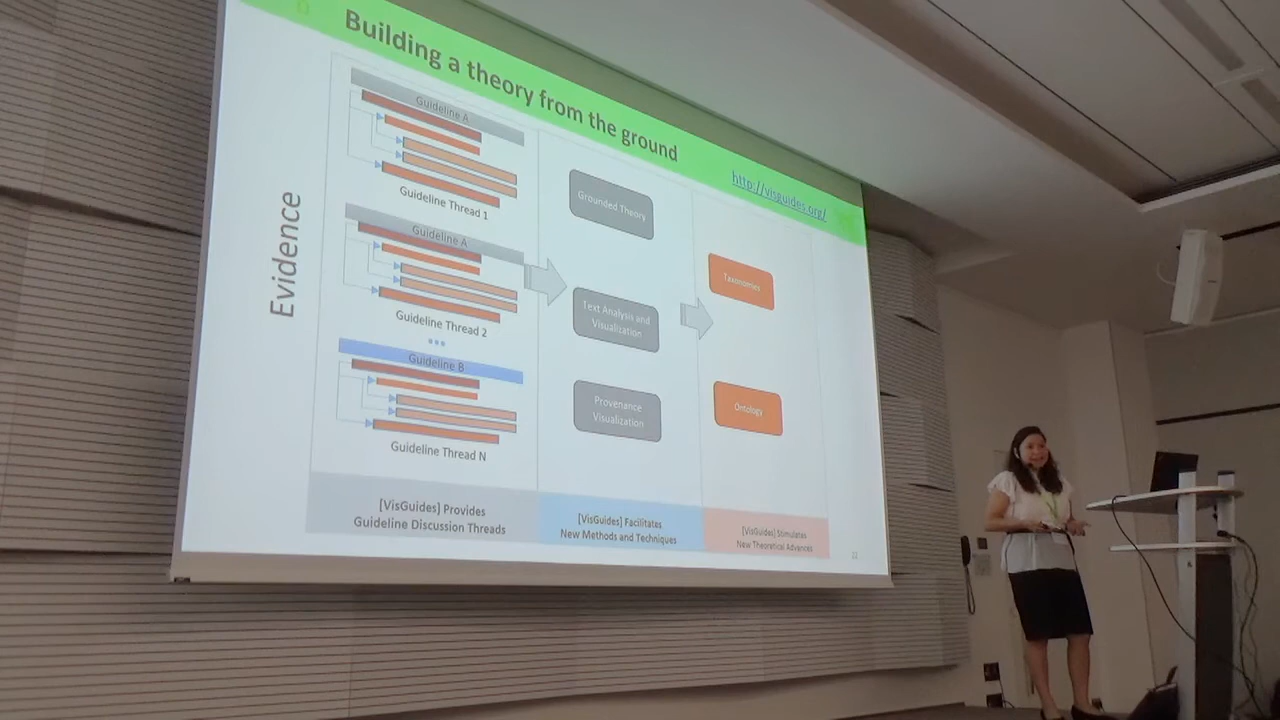 Building a theory from the ground
http://visguides.org/
Evidence
Guideline A
Guideline Thread 1
Guideline A
Guideline Thread 2
Guideline B
Guideline Thread N
Grounded Theory
Text Analysis and
Visualization
Provenance
Visualization
Taxonomies
Ontology
[VisGuides] Provides
Guideline Discussion Threads
[VisGuides] Facilitates
New Methods and Techniques
[VisGuides] Stimulates
New Theoretical Advances